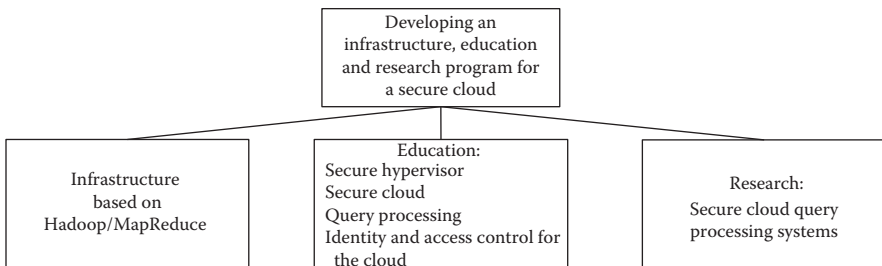 Developing an
infrastructure, education
and research program for
a secure cloud
Infrastructure
based on
Hadoop/MapReduce
Education:
Secure hypervisor
Secure cloud
Query processing
Identity and access control for
the cloud
Research:
Secure cloud query
processing systems